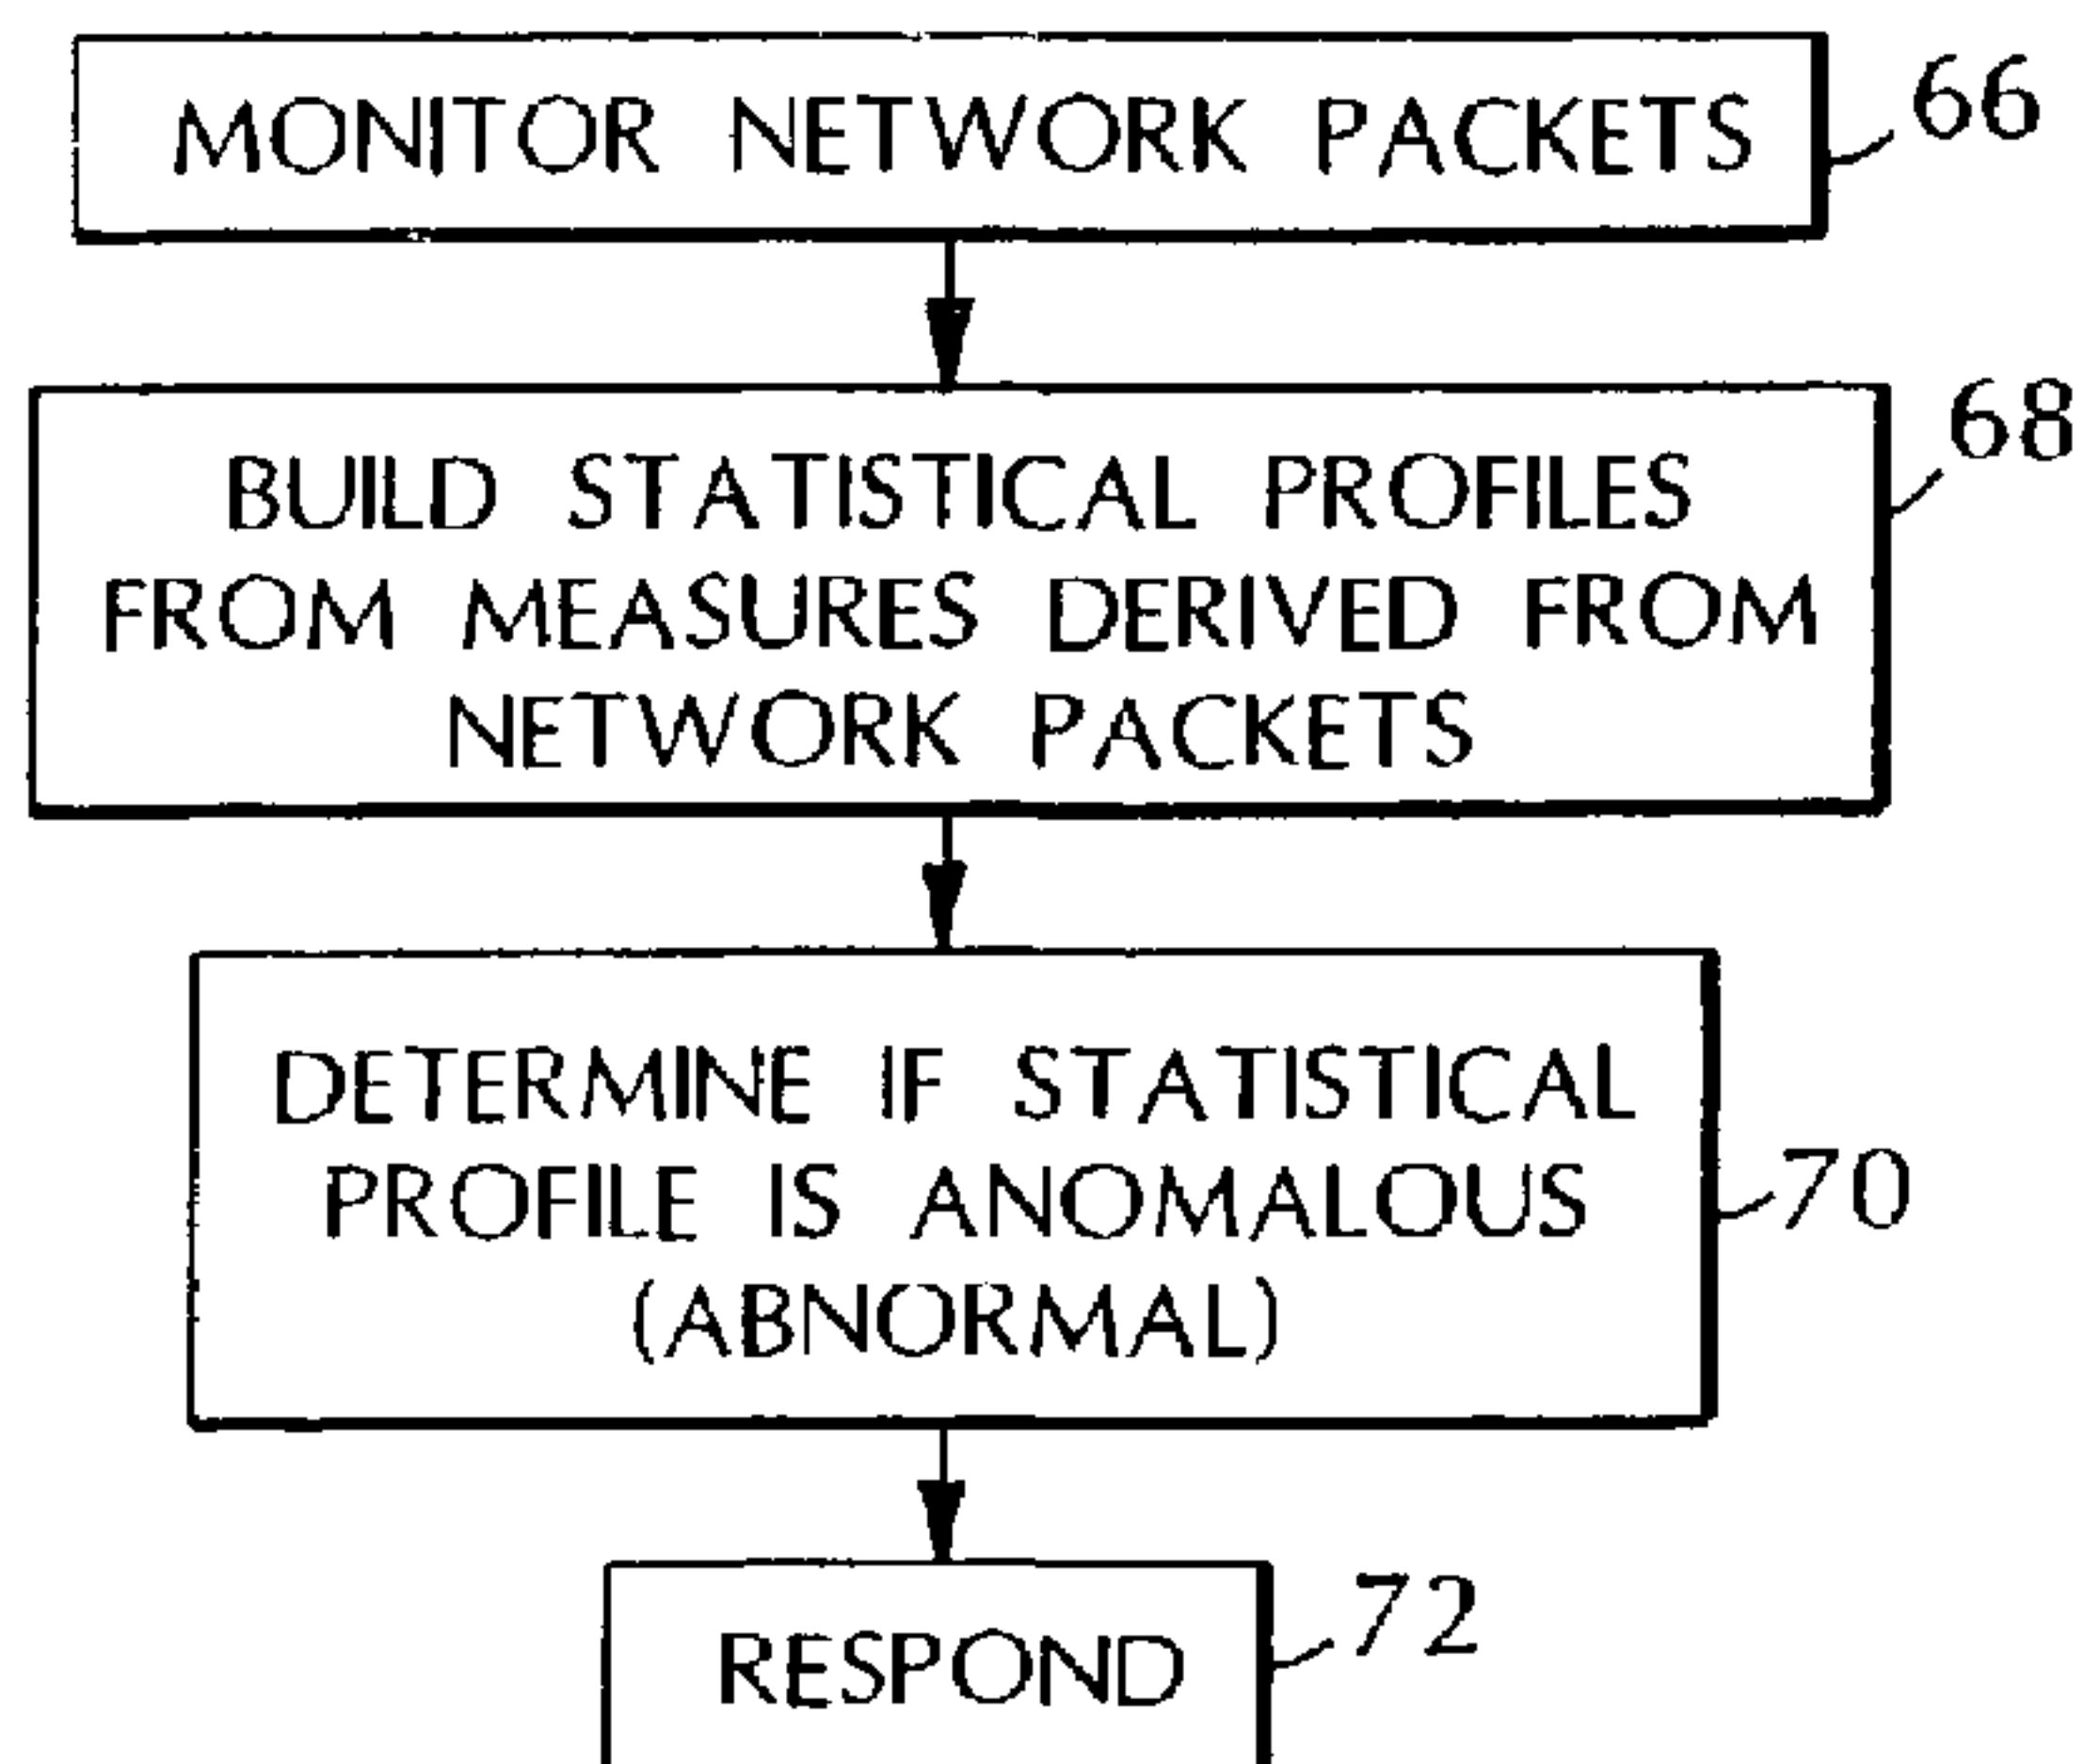 MONITOR NETWORK PACKETS
66
BUILD STATISTICAL PROFILES
FROM MEASURES DERIVED FROM
NETWORK PACKETS
68
DETERMINE IF STATISTICAL
PROFILE IS ANOMALOUS
(ABNORMAL)
70
RESPOND
72